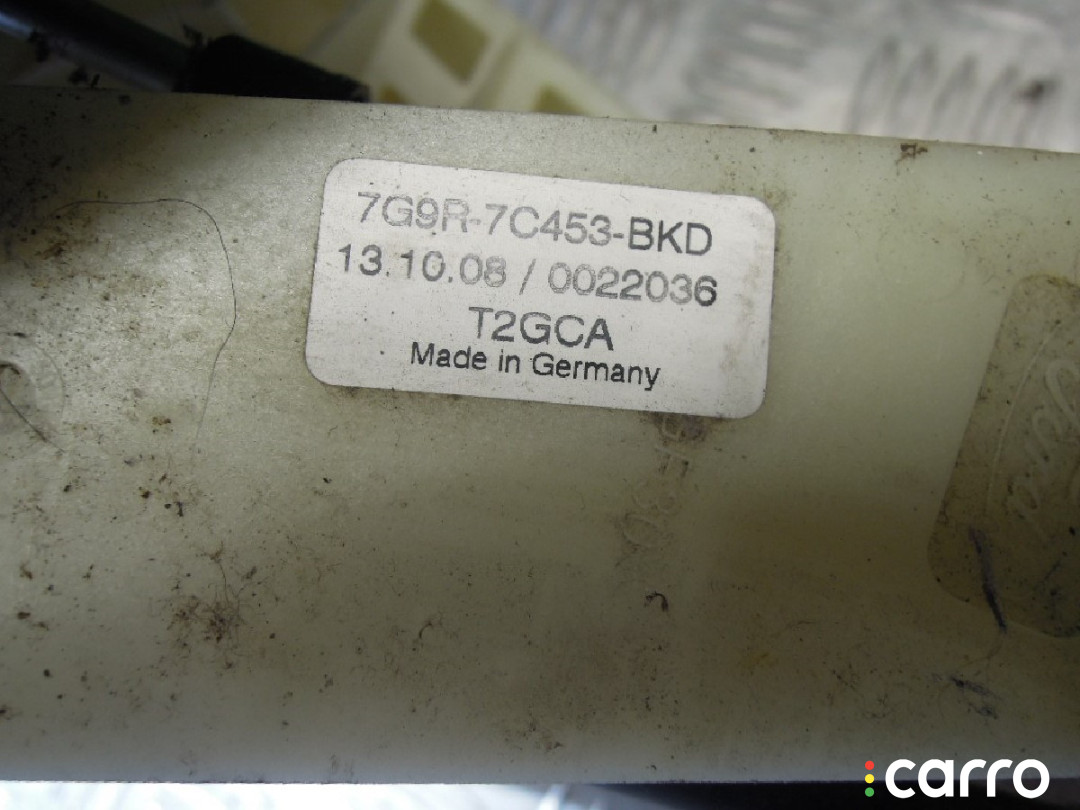 7G9R-7C453-BKD
13.10.08 / 0022036
T2GCA
Made in Germany
carro